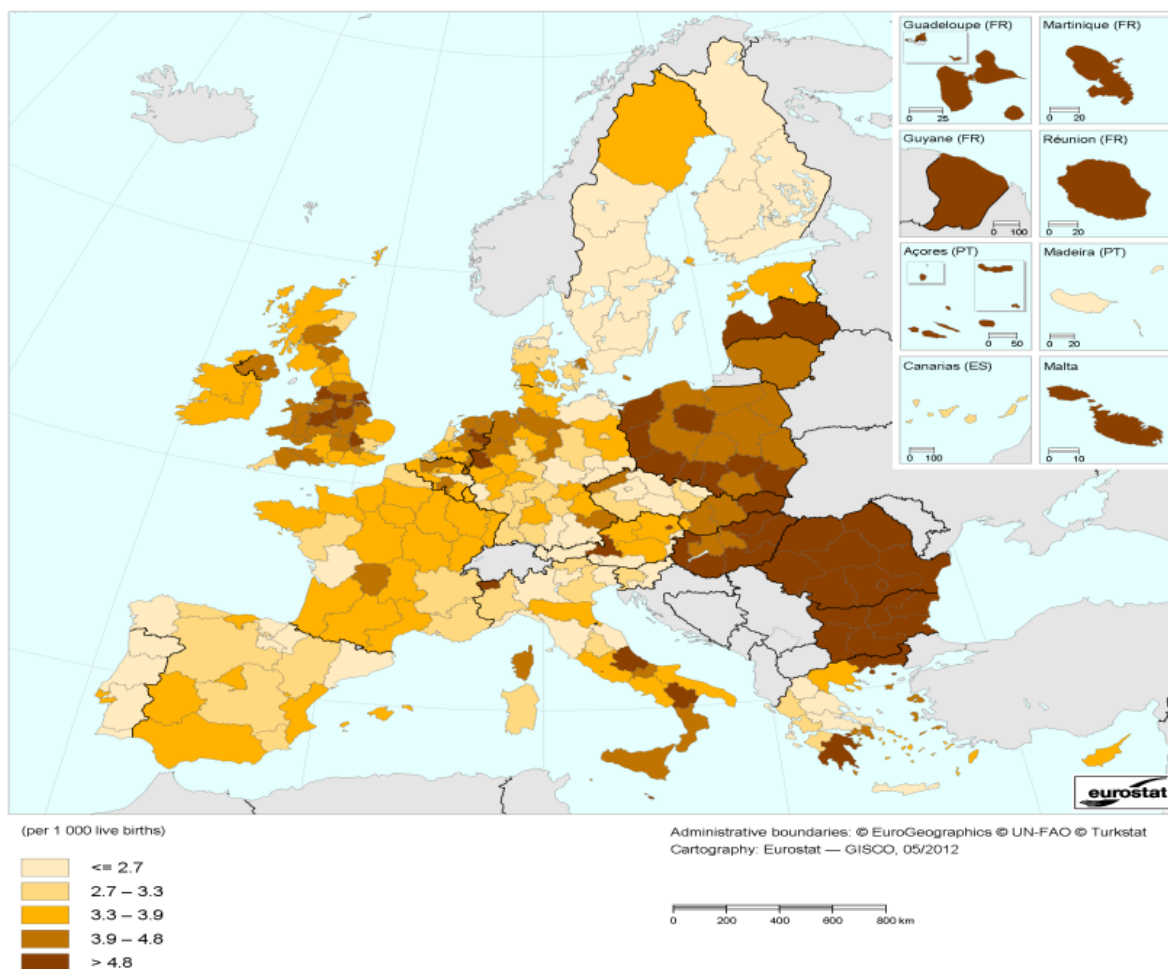 Guadeloupe (FR)
0 25
Martinique (FR)
0 20
Guyane (FR)
0 100
Réunion (FR)
0 20
Açores (PT)
0 50
Madeira (PT)
0 20
Canarias (ES)
0 100
Malta
0 10
eurostat
(per 1 000 live births)
<= 2.7
2.7 – 3.3
3.3 – 3.9
3.9 – 4.8
> 4.8
Administrative boundaries: © EuroGeographics © UN-FAO © Turkstat
Cartography: Eurostat — GISCO, 05/2012
0 200 400 600 800 km